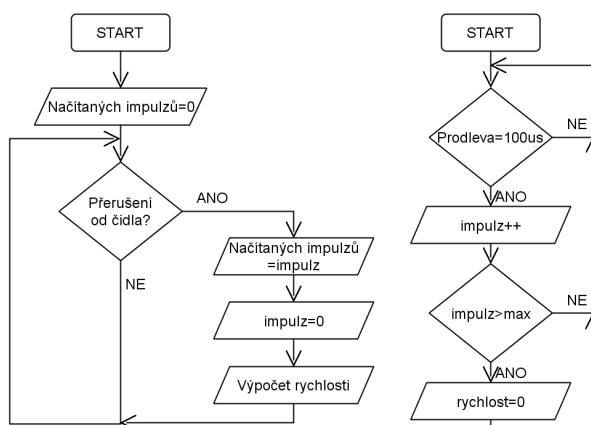 START
Načítaných impulzů=0
Přerušení
od čidla?
ANO
NE
Načítaných impulzů
=impulz
impulz=0
Výpočet rychlosti
START
Prodleva=100us
NE
ANO
impulz++
impulz>max
NE
ANO
rychlost=0